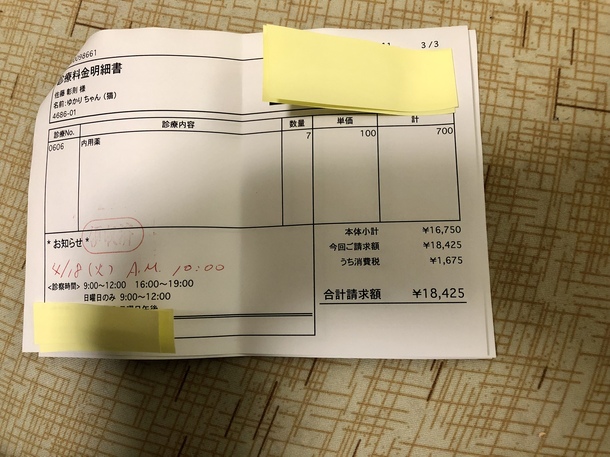 0098661
3 / 3
診療料金明細書
佐藤 彰則 様
名前:ゆかり ちゃん (猫)
4686-01
診療No. 診療内容 数量 単価 計
0606 内用薬 7 100 700
本体小計 ¥16,750
* お知らせ * 今回ご請求額 ¥18,425
うち消費税 ¥1,675
4/18 (火) A.M. 10:00
<診察時間> 9:00～12:00 16:00～19:00
日曜日のみ 9:00～12:00
合計請求額 ¥18,425